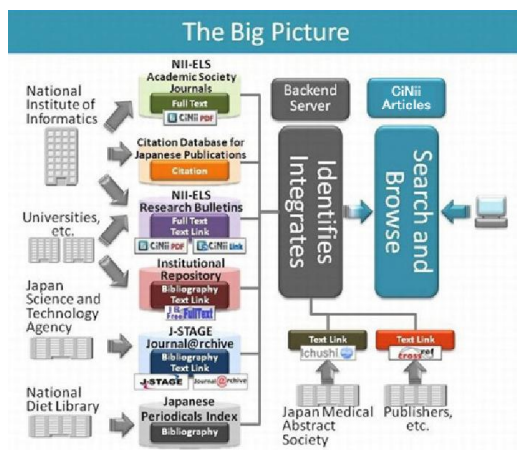 The Big Picture
National
Institute of
Informatics
Universities,
etc.
Japan
Science and
Technology
Agency
National
Diet Library
NII-ELS
Academic Society
Journals
Full Text
CiNii PDF
Citation Database for
Japanese Publications
Citation
NII-ELS
Research Bulletins
Full Text
Text Link
CiNii PDF
CiNii Link
Institutional
Repository
Bibliography
Text Link
Free FullText
J-STAGE
Journal@rchive
Bibliography
Text Link
J-STAGE
Journal@rchive
Japanese
Periodicals Index
Bibliography
Backend
Server
Identifies
Integrates
CiNii
Articles
Search and
Browse
Text Link
Ichushi
Japan Medical
Abstract
Society
Text Link
cross ref
Publishers,
etc.